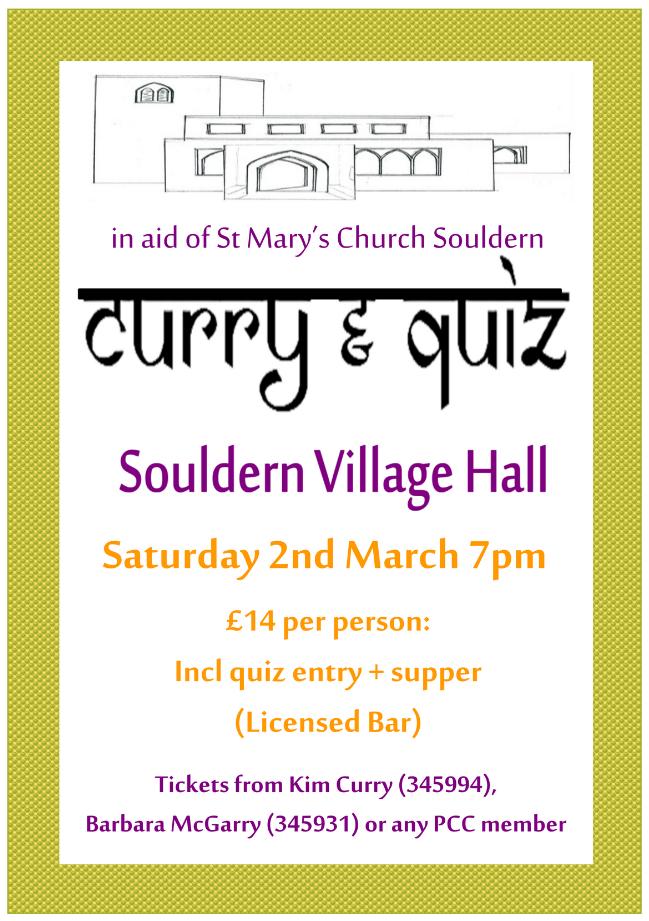 in aid of St Mary's Church Souldern
curry & quiz
Souldern Village Hall
Saturday 2nd March 7pm
£14 per person:
Incl quiz entry + supper
(Licensed Bar)
Tickets from Kim Curry (345994),
Barbara McGarry (345931) or any PCC member